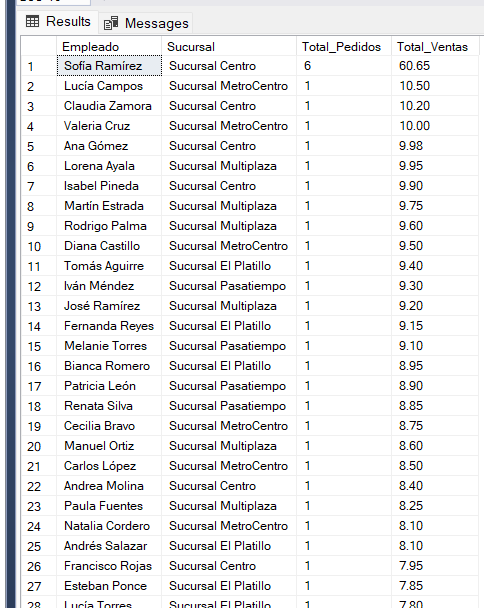 Results Messages
Empleado Sucursal Total_Pedidos Total_Ventas
1 Sofía Ramírez Sucursal Centro 6 60.65
2 Lucía Campos Sucursal MetroCentro 1 10.50
3 Claudia Zamora Sucursal Centro 1 10.20
4 Valeria Cruz Sucursal MetroCentro 1 10.00
5 Ana Gómez Sucursal Centro 1 9.98
6 Lorena Ayala Sucursal Multiplaza 1 9.95
7 Isabel Pineda Sucursal Centro 1 9.90
8 Martín Estrada Sucursal Multiplaza 1 9.75
9 Rodrigo Palma Sucursal Multiplaza 1 9.60
10 Diana Castillo Sucursal MetroCentro 1 9.50
11 Tomás Aguirre Sucursal El Platillo 1 9.40
12 Iván Méndez Sucursal Pasatiempo 1 9.30
13 José Ramírez Sucursal Multiplaza 1 9.20
14 Fernanda Reyes Sucursal El Platillo 1 9.15
15 Melanie Torres Sucursal Pasatiempo 1 9.10
16 Bianca Romero Sucursal El Platillo 1 8.95
17 Patricia León Sucursal Pasatiempo 1 8.90
18 Renata Silva Sucursal Pasatiempo 1 8.85
19 Cecilia Bravo Sucursal MetroCentro 1 8.75
20 Manuel Ortiz Sucursal Multiplaza 1 8.60
21 Carlos López Sucursal MetroCentro 1 8.50
22 Andrea Molina Sucursal Centro 1 8.40
23 Paula Fuentes Sucursal Multiplaza 1 8.25
24 Natalia Cordero Sucursal MetroCentro 1 8.10
25 Andrés Salazar Sucursal El Platillo 1 8.10
26 Francisco Rojas Sucursal Centro 1 7.95
27 Esteban Ponce Sucursal Multiplaza 1 7.85
28 Lucía Torres Sucursal El Platillo 1 7.80